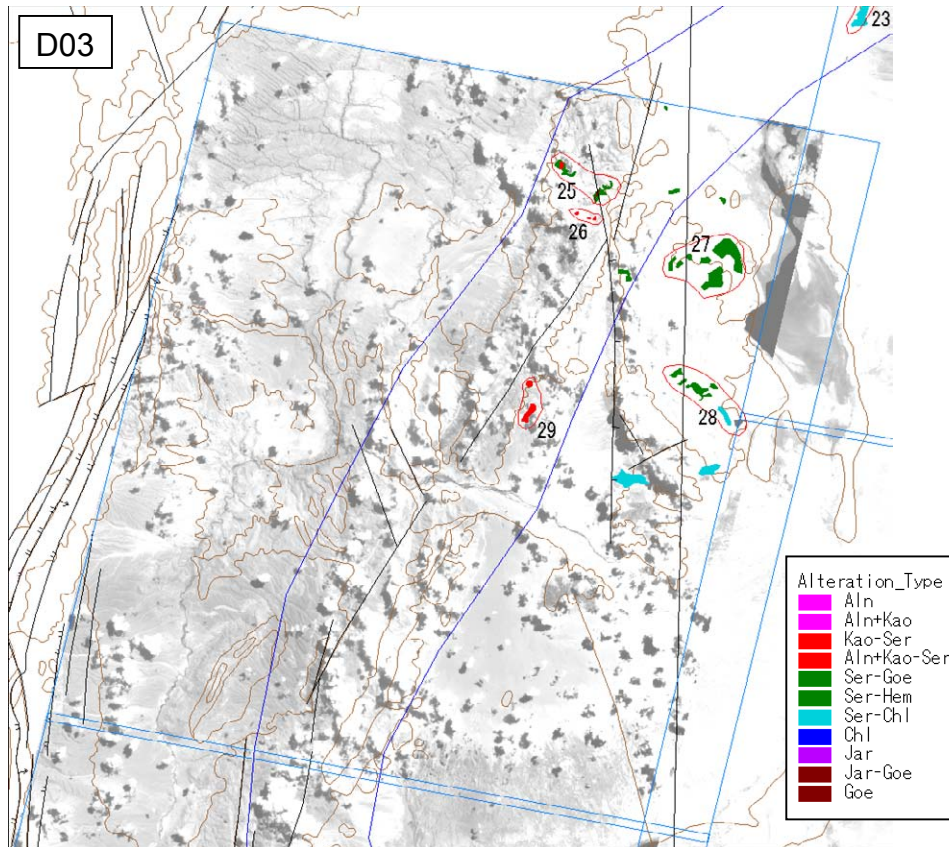 D03
23
25
26
27
28
29
Alteration_Type
Aln
Aln+Kao
Kao-Ser
Aln+Kao-Ser
Ser-Goe
Ser-Hem
Ser-Chl
Chl
Jar
Jar-Goe
Goe